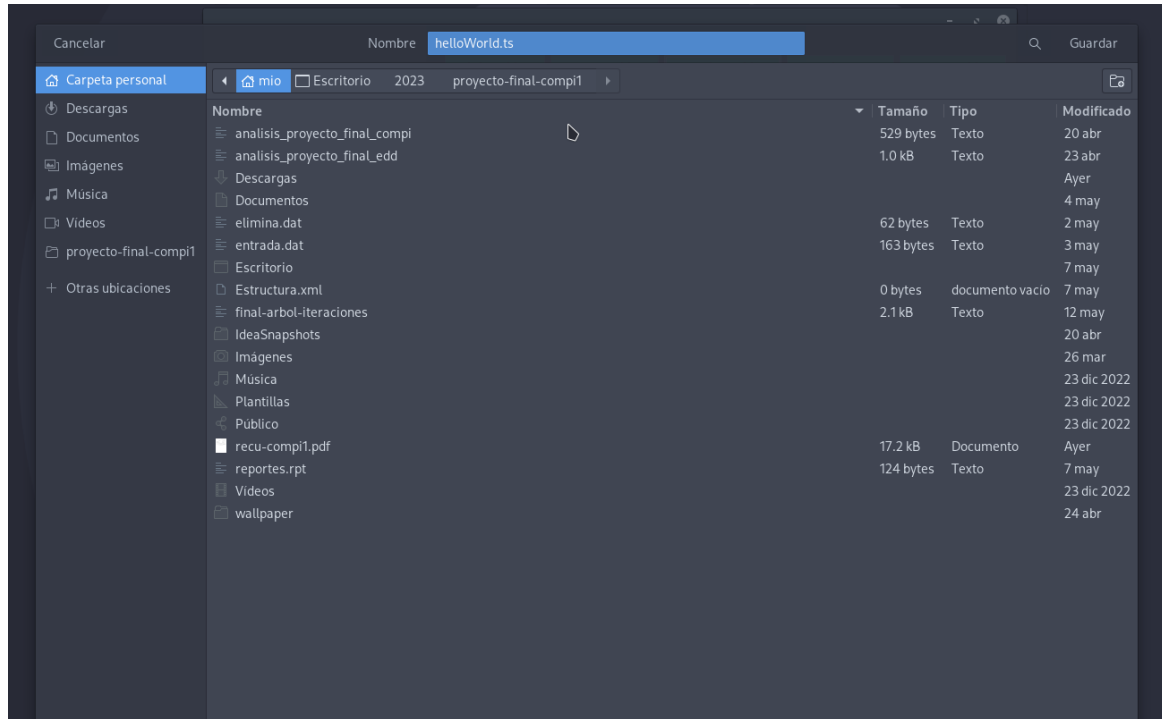 Cancelar Nombre helloWorld.ts Guardar
Carpeta personal
Descargas
Documentos
Imágenes
Música
Vídeos
proyecto-final-compi1
Otras ubicaciones
mio Escritorio 2023 proyecto-final-compi1
Nombre Tamaño Tipo Modificado
analisis_proyecto_final_compi 529 bytes Texto 20 abr
analisis_proyecto_final_edd 1.0 kB Texto 23 abr
Descargas Ayer
Documentos 4 may
elimina.dat 62 bytes Texto 2 may
entrada.dat 163 bytes Texto 3 may
Escritorio 7 may
Estructura.xml 0 bytes documento vacío 7 may
final-arbol-iteraciones 2.1 kB Texto 12 may
IdeaSnapshots 20 abr
Imágenes 26 mar
Música 23 dic 2022
Plantillas 23 dic 2022
Público 23 dic 2022
recu-compi1.pdf 17.2 kB Documento Ayer
reportes.rpt 124 bytes Texto 7 may
Vídeos 23 dic 2022
wallpaper 24 abr